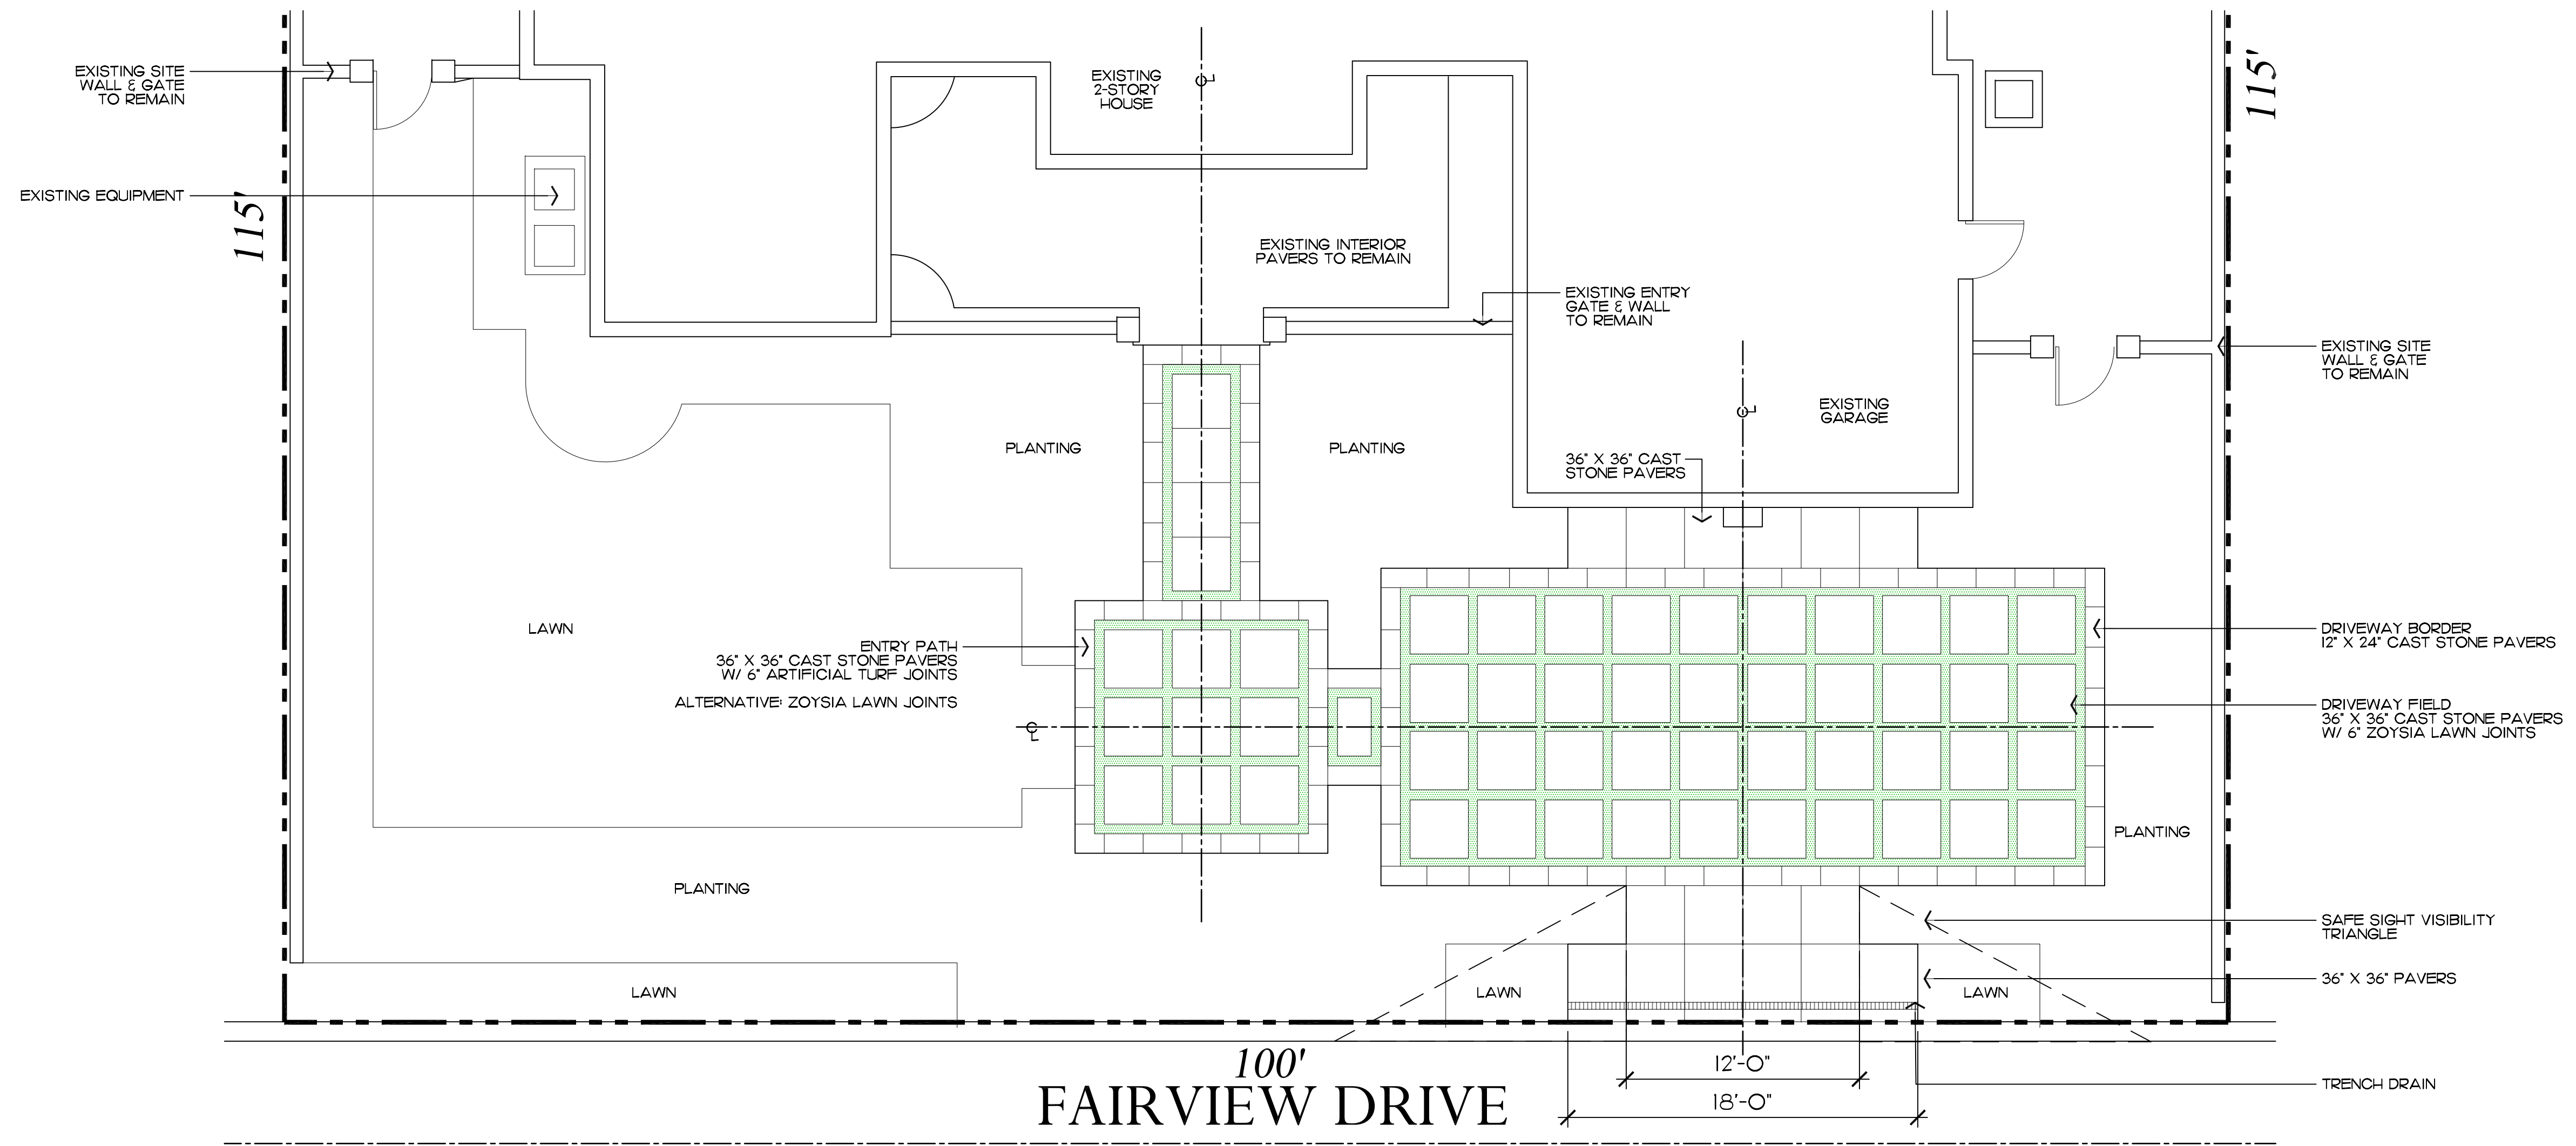 EXISTING SITE
WALL & GATE
TO REMAIN
EXISTING
2-STORY
HOUSE
CL
115'
EXISTING EQUIPMENT
115'
EXISTING INTERIOR
PAVERS TO REMAIN
EXISTING ENTRY
GATE & WALL
TO REMAIN
EXISTING SITE
WALL & GATE
TO REMAIN
CL
EXISTING
GARAGE
PLANTING
PLANTING
36" X 36" CAST
STONE PAVERS
LAWN
ENTRY PATH
36" X 36" CAST STONE PAVERS
W/ 6" ARTIFICIAL TURF JOINTS
ALTERNATIVE: ZOYSIA LAWN JOINTS
CL
DRIVEWAY BORDER
12" X 24" CAST STONE PAVERS
DRIVEWAY FIELD
36" X 36" CAST STONE PAVERS
W/ 6" ZOYSIA LAWN JOINTS
PLANTING
PLANTING
SAFE SIGHT VISIBILITY
TRIANGLE
36" X 36" PAVERS
LAWN
LAWN
LAWN
100'
12'-0"
TRENCH DRAIN
FAIRVIEW DRIVE
18'-0"